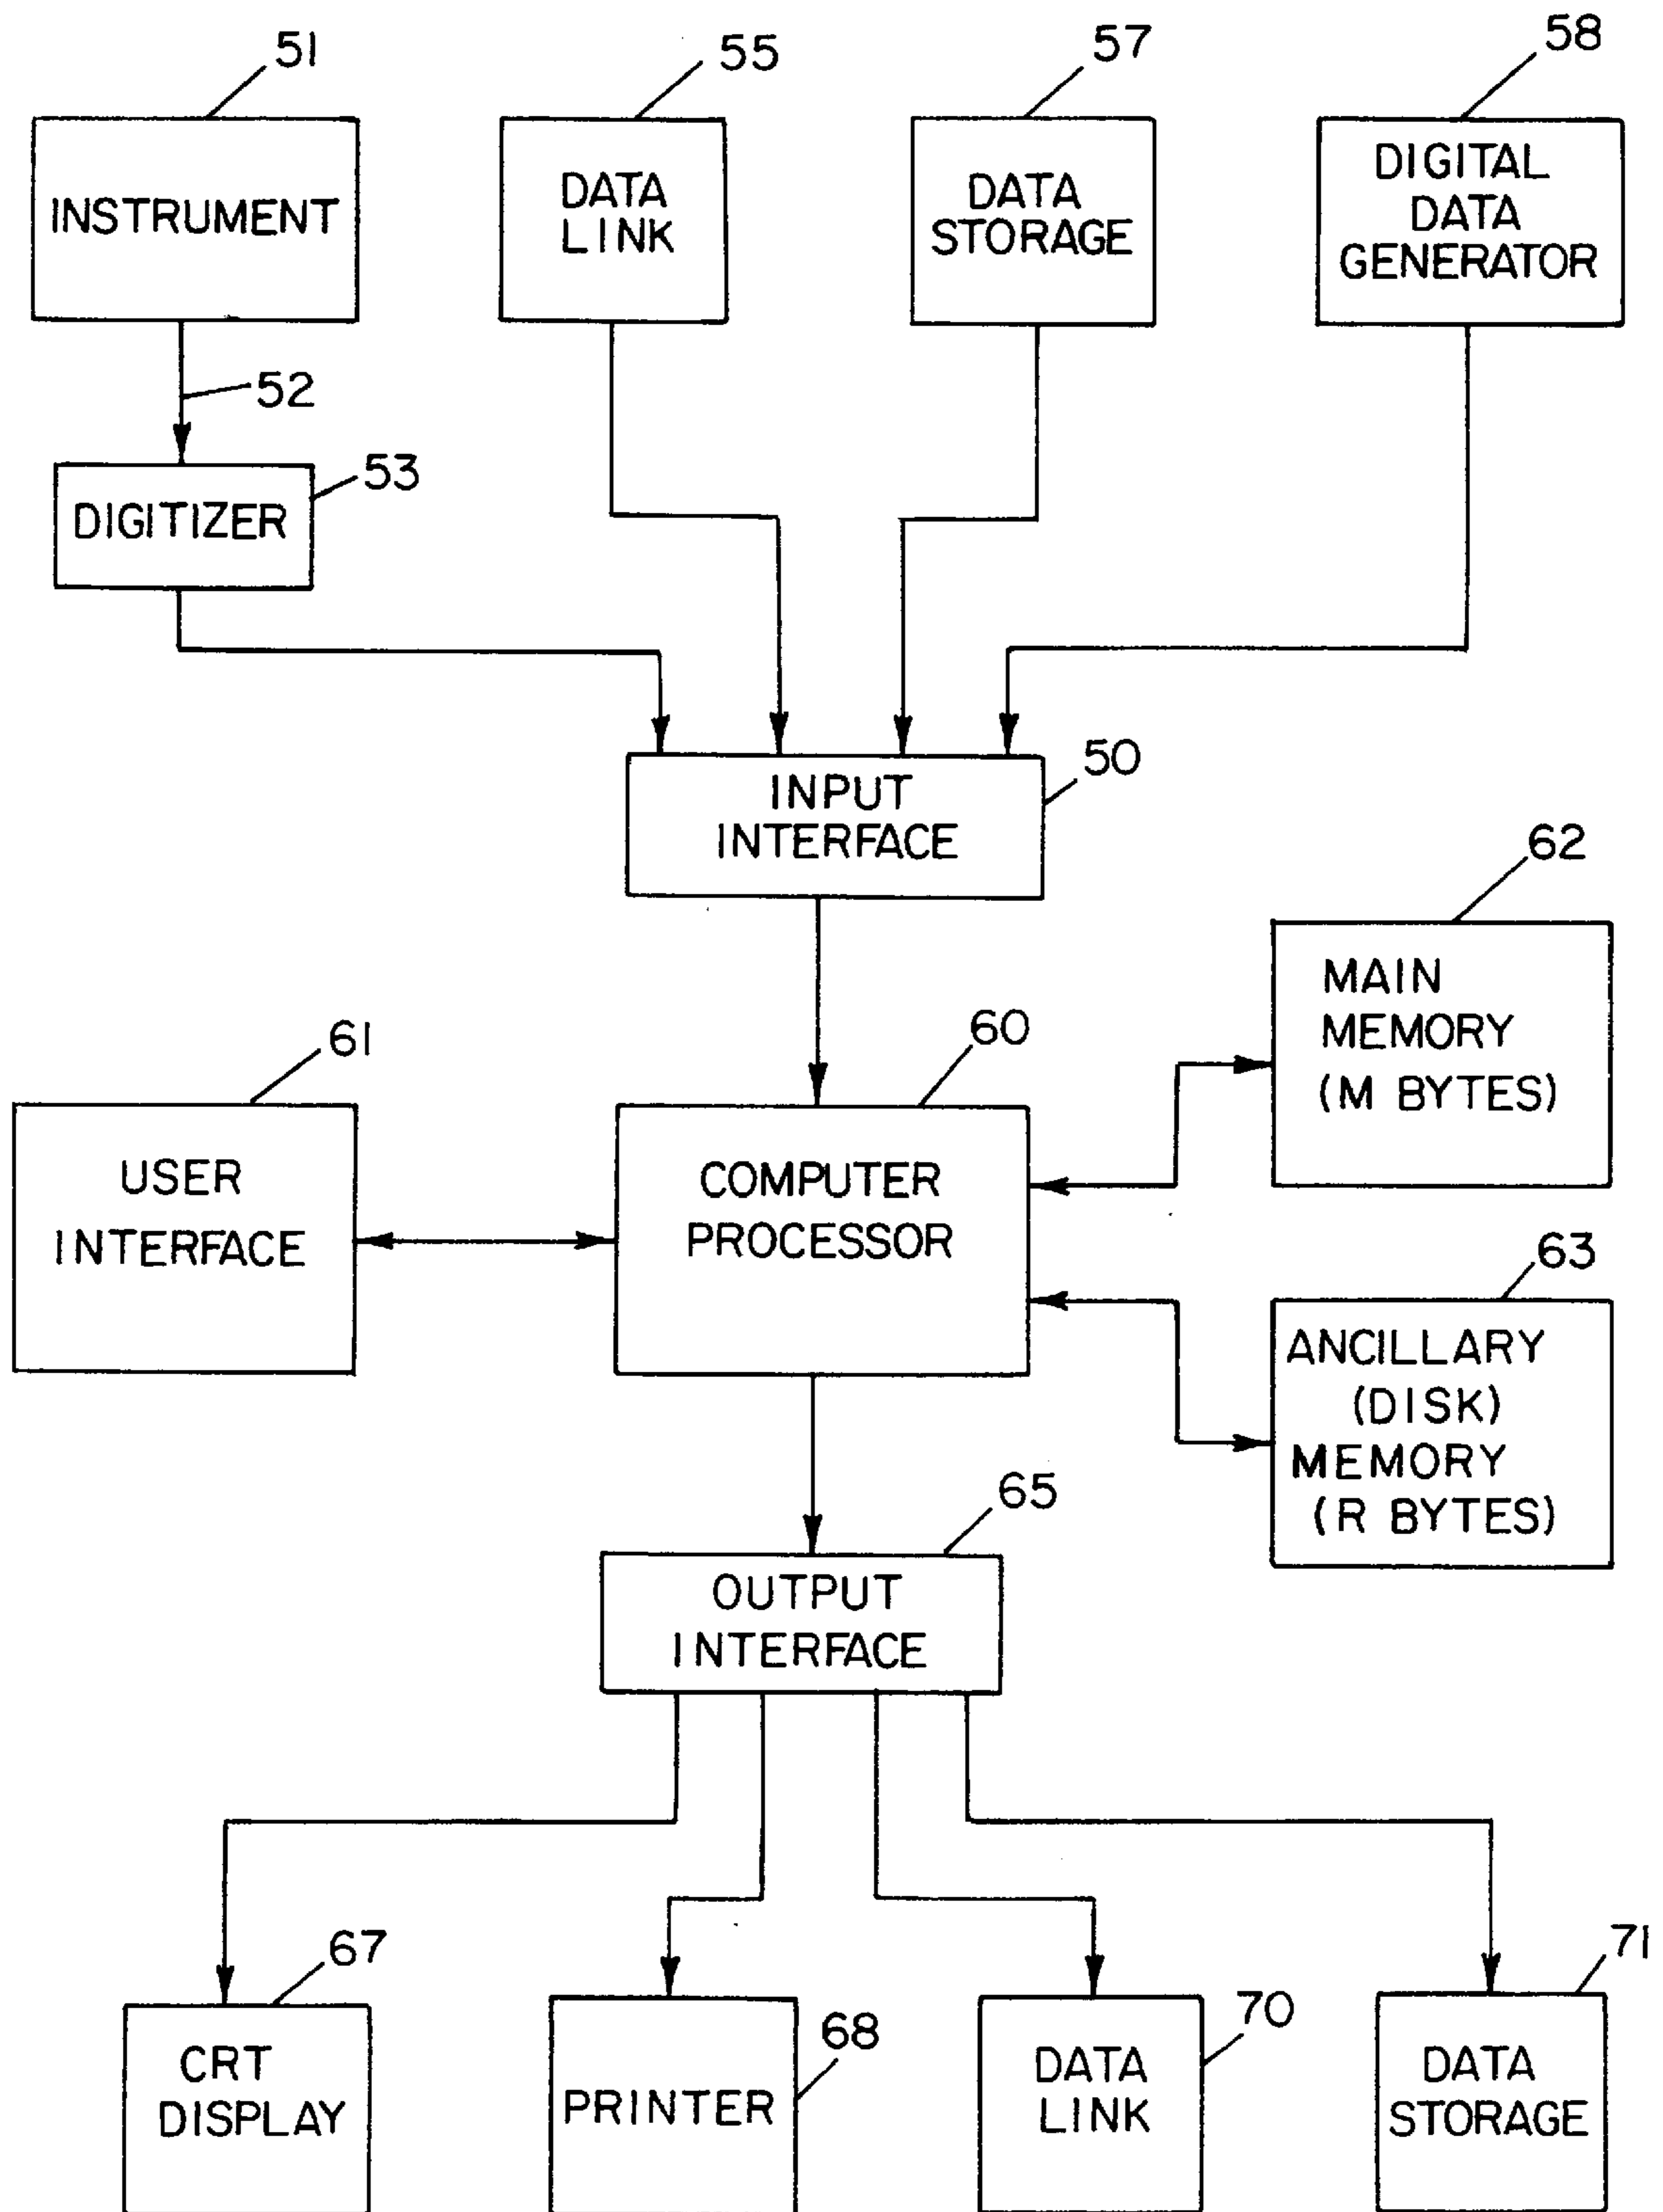 51
55
57
58
INSTRUMENT
DATA
LINK
DATA
STORAGE
DIGITAL
DATA
GENERATOR
52
53
DIGITIZER
50
INPUT
INTERFACE
62
MAIN
MEMORY
(M BYTES)
61
60
USER
INTERFACE
COMPUTER
PROCESSOR
63
ANCILLARY
(DISK)
MEMORY
(R BYTES)
65
OUTPUT
INTERFACE
67
68
70
71
CRT
DISPLAY
PRINTER
DATA
LINK
DATA
STORAGE